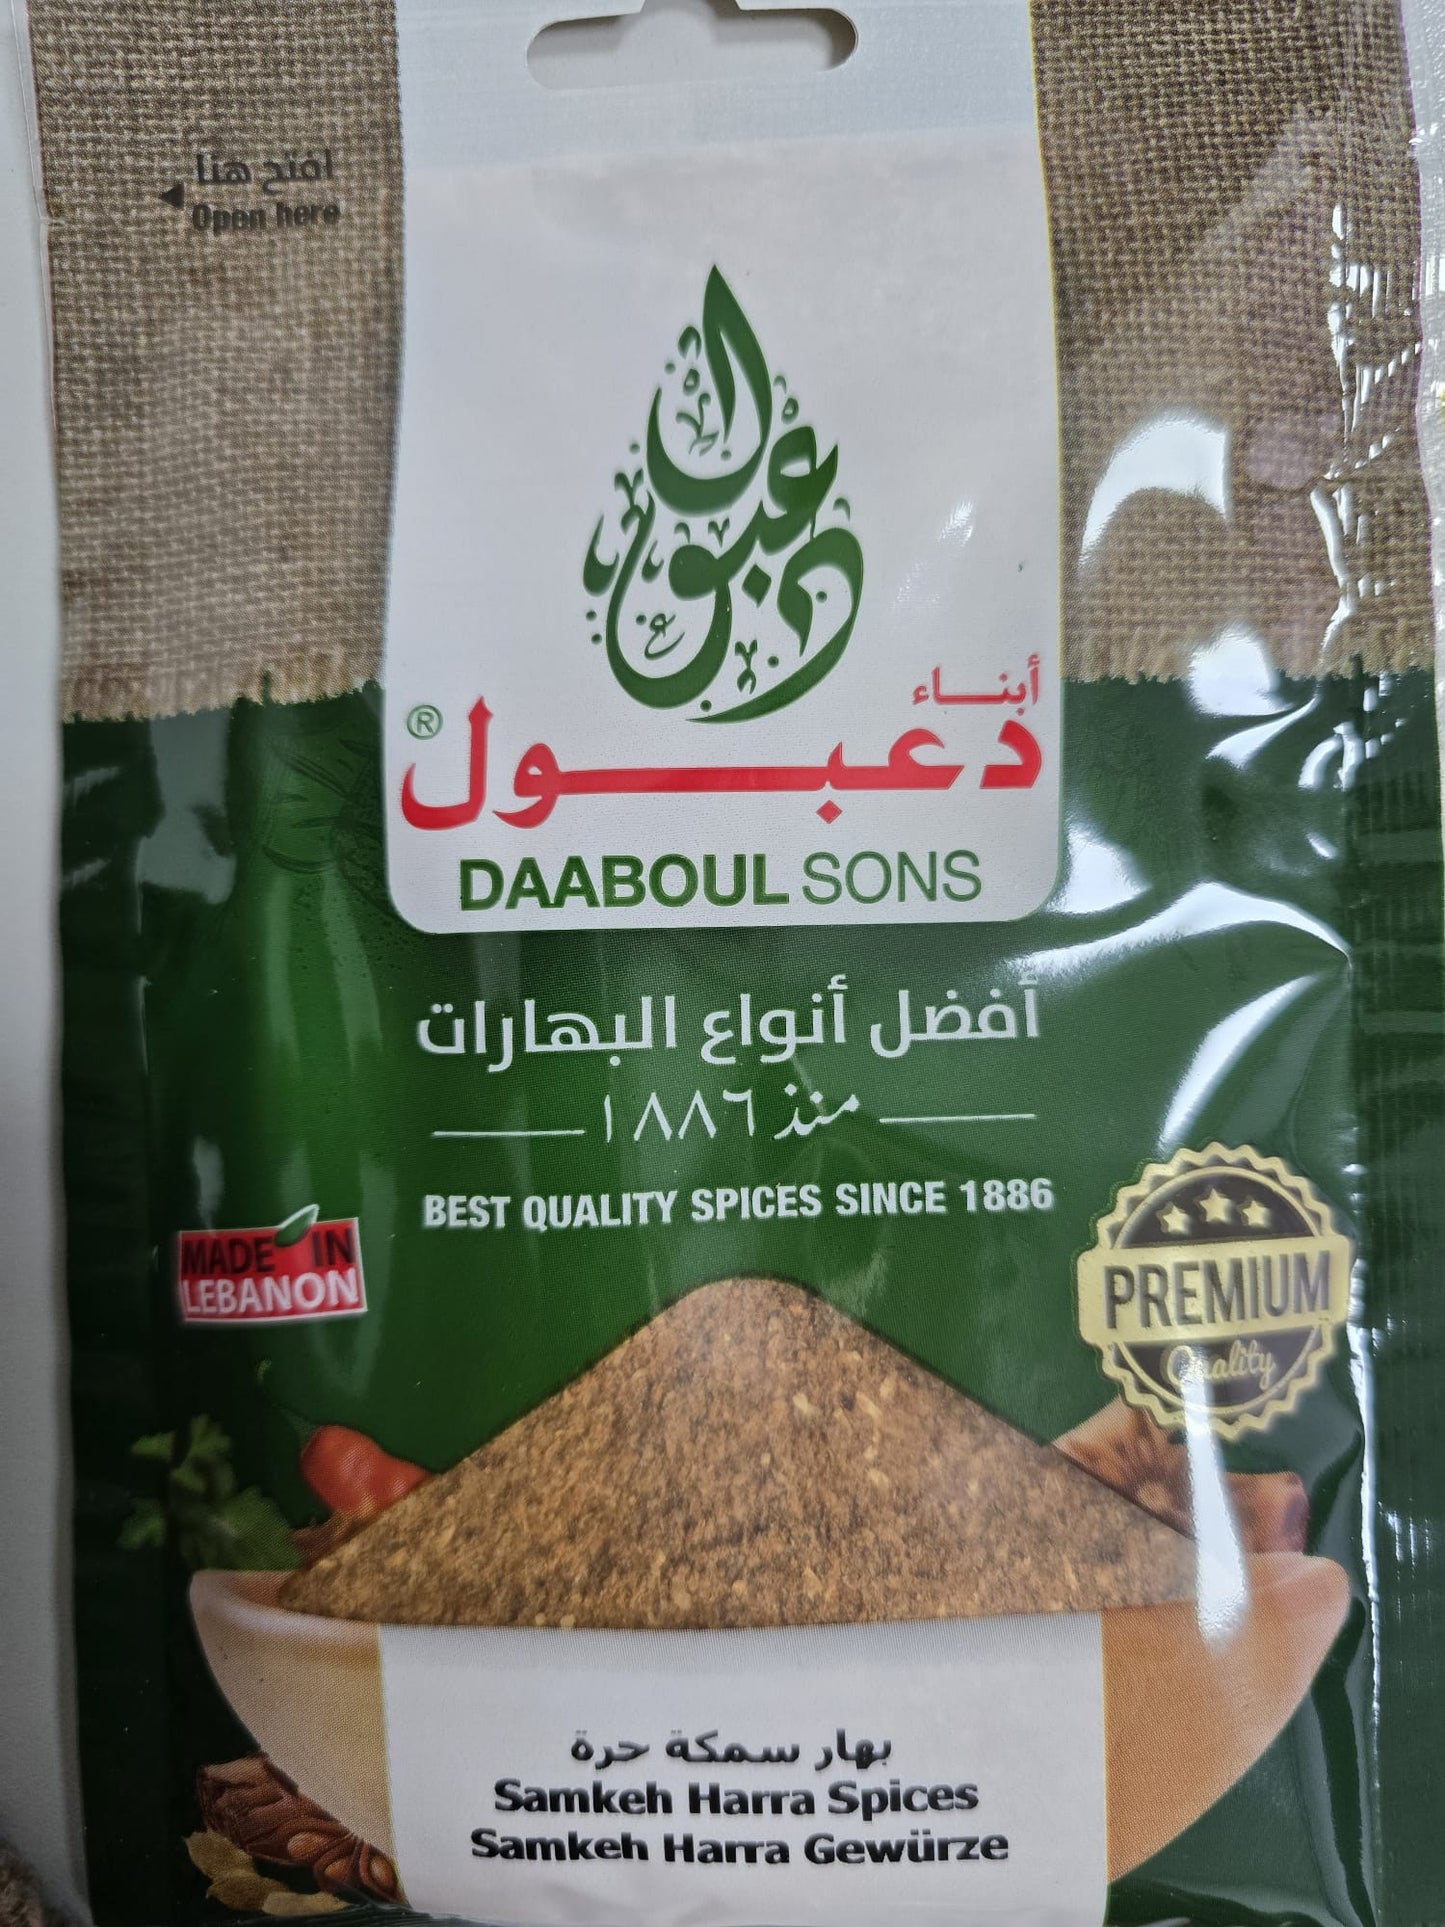 افتح هنا
Open here
دعبول
أبناء
دعبول
®
DAABOUL SONS
أفضل أنواع البهارات
منذ ١٨٨٦
BEST QUALITY SPICES SINCE 1886
MADE IN
LEBANON
PREMIUM
Quality
بهار سمكة حرة
Samkeh Harra Spices
Samkeh Harra Gewürze